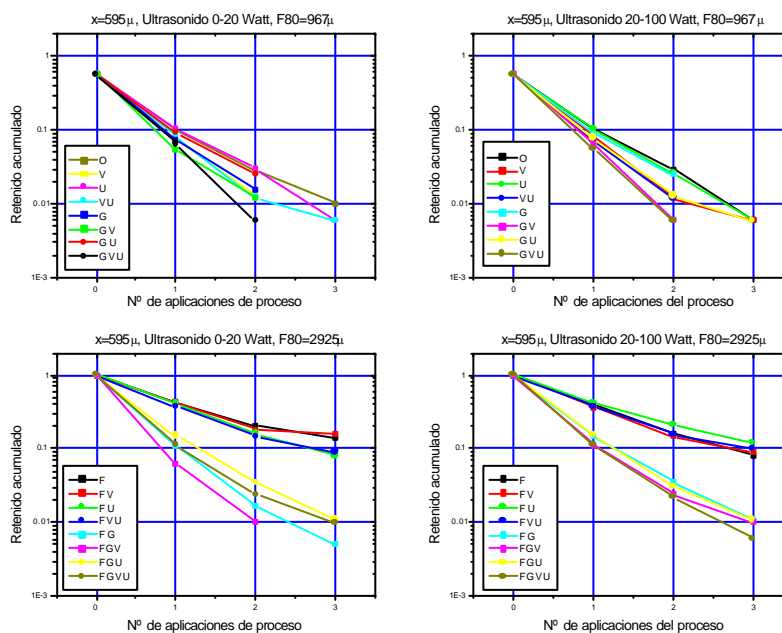 x=595μ, Ultrasonido 0-20 Watt, F80=967μ
Retenido acumulado
1
0.1
0.01
1E-3
O
V
U
VU
G
GV
GU
GVU
0 1 2 3
Nº de aplicaciones de proceso
x=595μ, Ultrasonido 20-100 Watt, F80=967μ
Retenido acumulado
1
0.1
0.01
1E-3
O
V
U
VU
G
GV
GU
GVU
0 1 2 3
Nº de aplicaciones del proceso
x=595μ, Ultrasonido 0-20 Watt, F80=2925μ
Retenido acumulado
1
0.1
0.01
1E-3
F
FV
FU
FVU
FG
FGV
FGU
FGVU
0 1 2 3
Nº de aplicaciones de proceso
x=595μ, Ultrasonido 20-100 Watt, F80=2925μ
Retenido acumulado
1
0.1
0.01
1E-3
F
FV
FU
FVU
FG
FGV
FGU
FGVU
0 1 2 3
Nº de aplicaciones del proceso